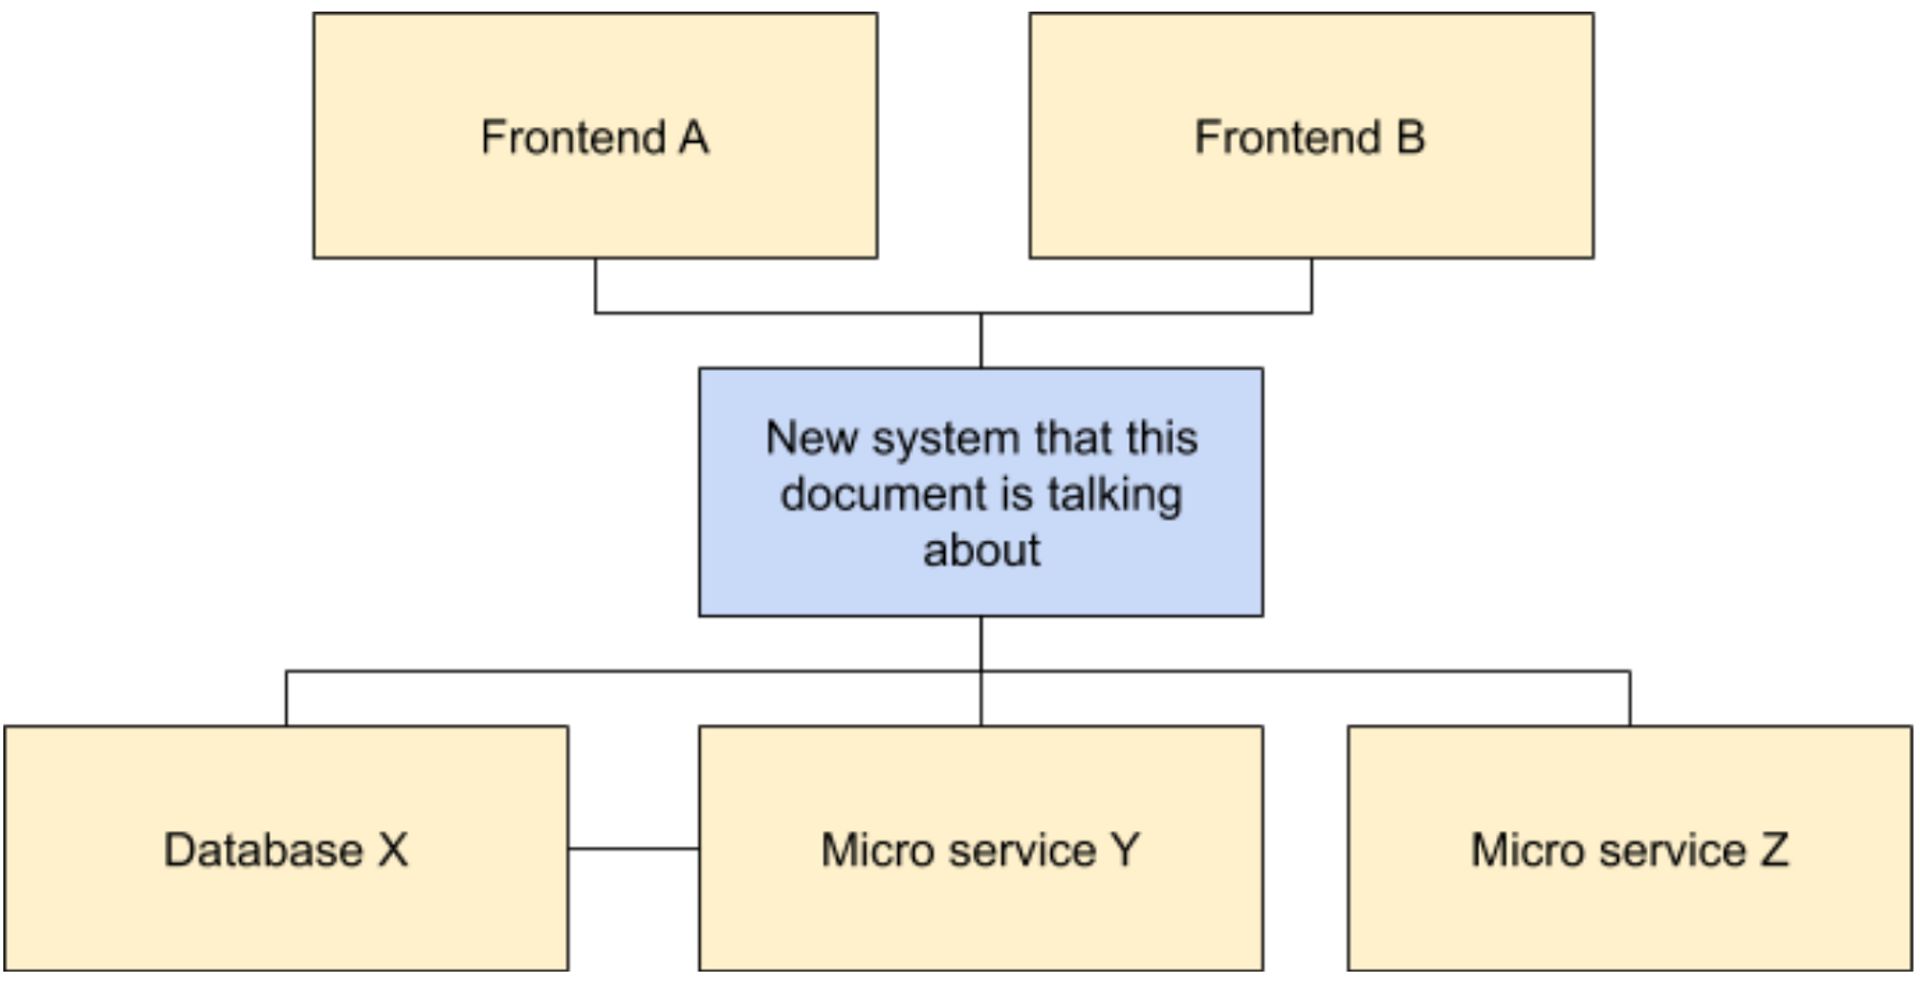 Frontend A
Frontend B
New system that this
document is talking
about
Database X
Micro service Y
Micro service Z